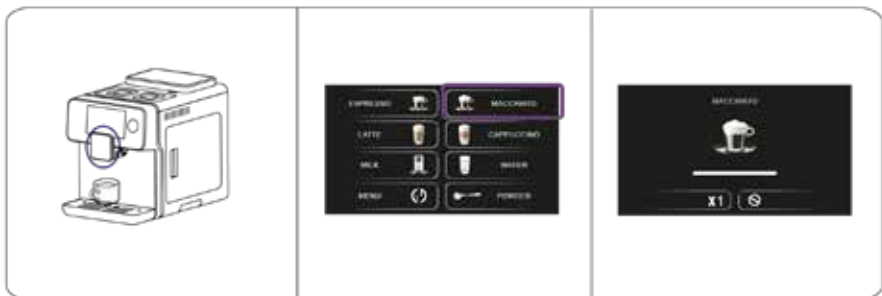 ESPRESSO MACCHIATO
LATTE CAPPUCCINO
MILK WATER
MENU POWDER
MACCHIATO
X1